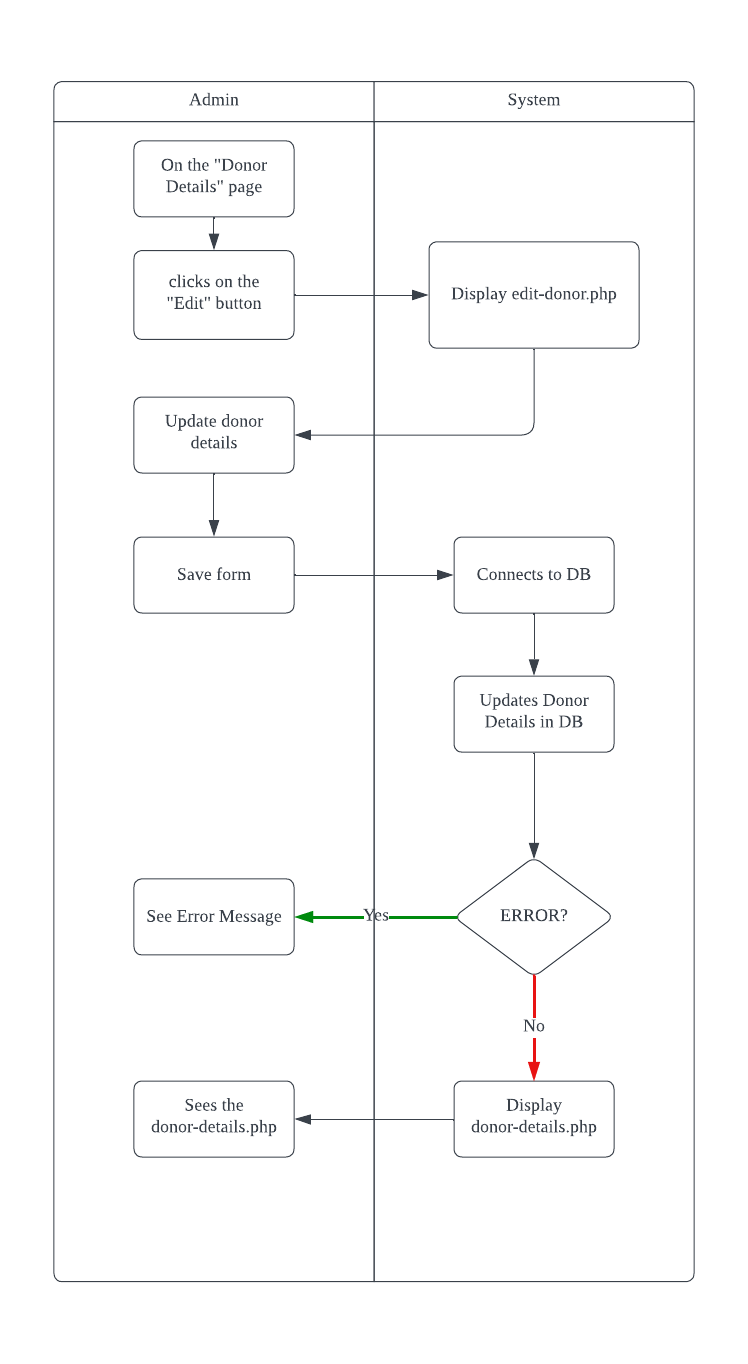 Admin
System
On the "Donor
Details" page
clicks on the
"Edit" button
Display edit-donor.php
Update donor
details
Save form
Connects to DB
Updates Donor
Details in DB
See Error Message
Yes
ERROR?
No
Sees the
donor-details.php
Display
donor-details.php